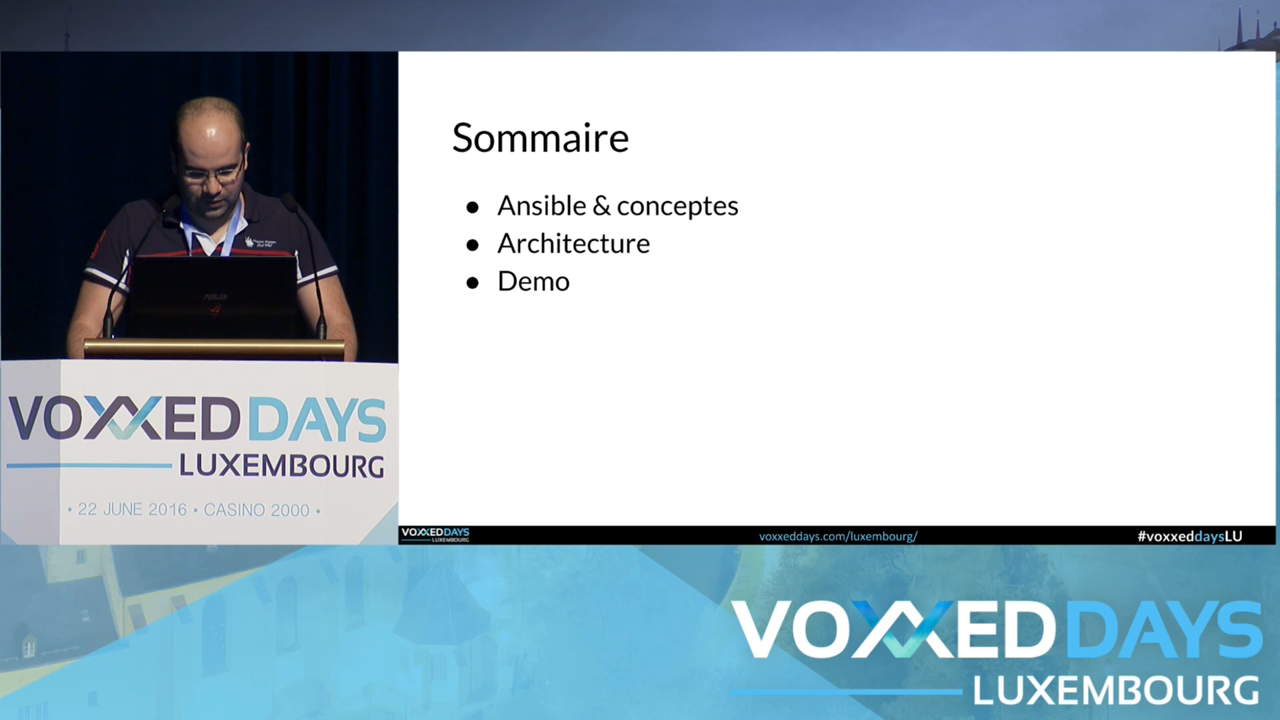 Sommaire
● Ansible & conceptes
● Architecture
● Demo
ASUS
VOXXED DAYS
LUXEMBOURG
• 22 JUNE 2016 • CASINO 2000 •
VOXXED DAYS
LUXEMBOURG
voxxeddays.com/luxembourg/
#voxxeddaysLU
VOXXED DAYS
LUXEMBOURG